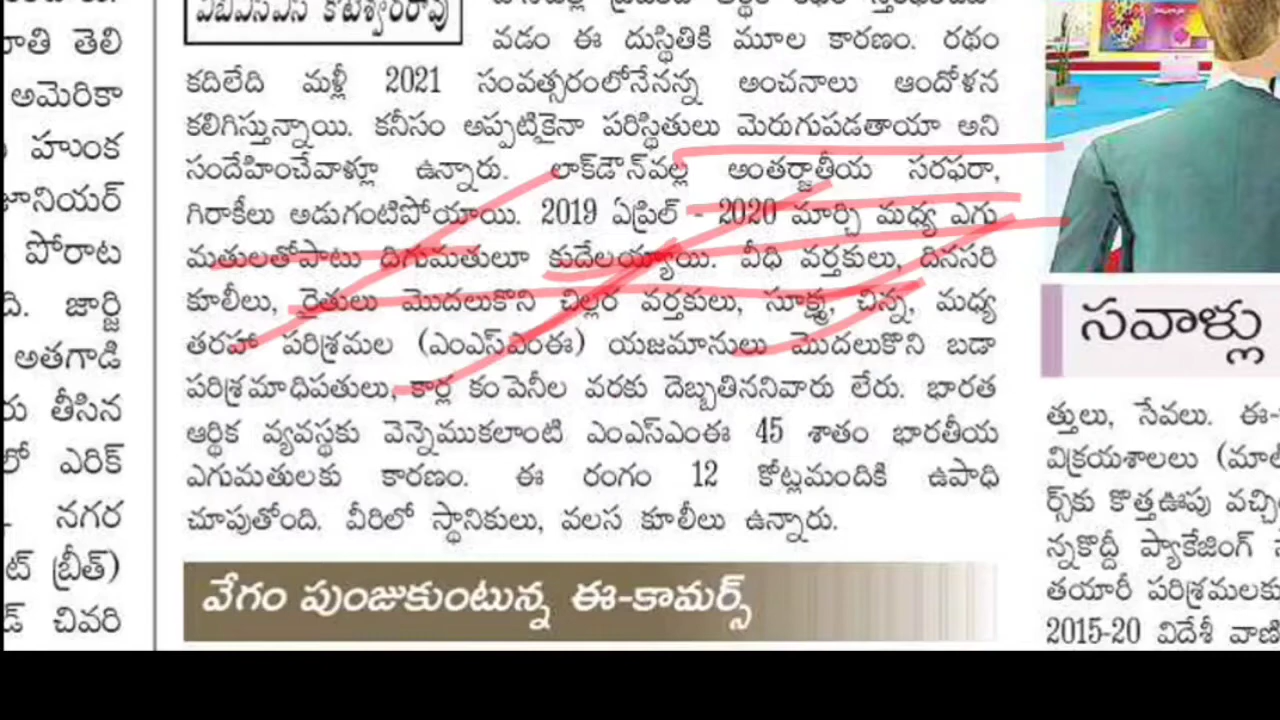 గాతి తెలి
అమెరికా
హుంక
జూనియర్
పోరాట
ది. జార్జి
అతగాడి
రు తీసిన
లో ఎరిక్
నగర
బ్రీత్)
చివరి
వీబీఎస్ఎస్ కోటేశ్వరరావు
వడం ఈ దుస్థితికి మూల కారణం. రథం
కదిలేది మళ్లీ 2021 సంవత్సరంలోనేనన్న అంచనాలు ఆందోళన
కలిగిస్తున్నాయి. కనీసం అప్పటికైనా పరిస్థితులు మెరుగుపడతాయా అని
సందేహించేవాళ్లూ ఉన్నారు. లాక్‌డౌన్‌వల్ల అంతర్జాతీయ సరఫరా,
గిరాకీలు అడుగంటిపోయాయి. 2019 ఏప్రిల్ - 2020 మార్చి మధ్య ఎగు
మతులతోపాటు దిగుమతులూ కుదేలయ్యాయి. వీధి వర్తకులు, దినసరి
కూలీలు, రైతులు మొదలుకొని చిల్లర వర్తకులు, సూక్ష్మ, చిన్న, మధ్య
తరహా పరిశ్రమల (ఎంఎస్ఎంఈ) యజమానులు మొదలుకొని బడా
పరిశ్రమాధిపతులు, కార్ల కంపెనీల వరకు దెబ్బతిననివారు లేరు. భారత
ఆర్థిక వ్యవస్థకు వెన్నెముకలాంటి ఎంఎస్ఎంఈ 45 శాతం భారతీయ
ఎగుమతులకు కారణం. ఈ రంగం 12 కోట్లమందికి ఉపాధి
చూపుతోంది. వీరిలో స్థానికులు, వలస కూలీలు ఉన్నారు.
వేగం పుంజుకుంటున్న ఈ-కామర్స్
సవాళ్లు
త్తులు, సేవలు. ఈ-
విక్రయశాలలు
ర్స్‌కు కొత్తఊపు
న్నకొద్దీ ప్యాకేజింగ్
తయారీ పరిశ్రమలకు
2015-20 విదేశీ